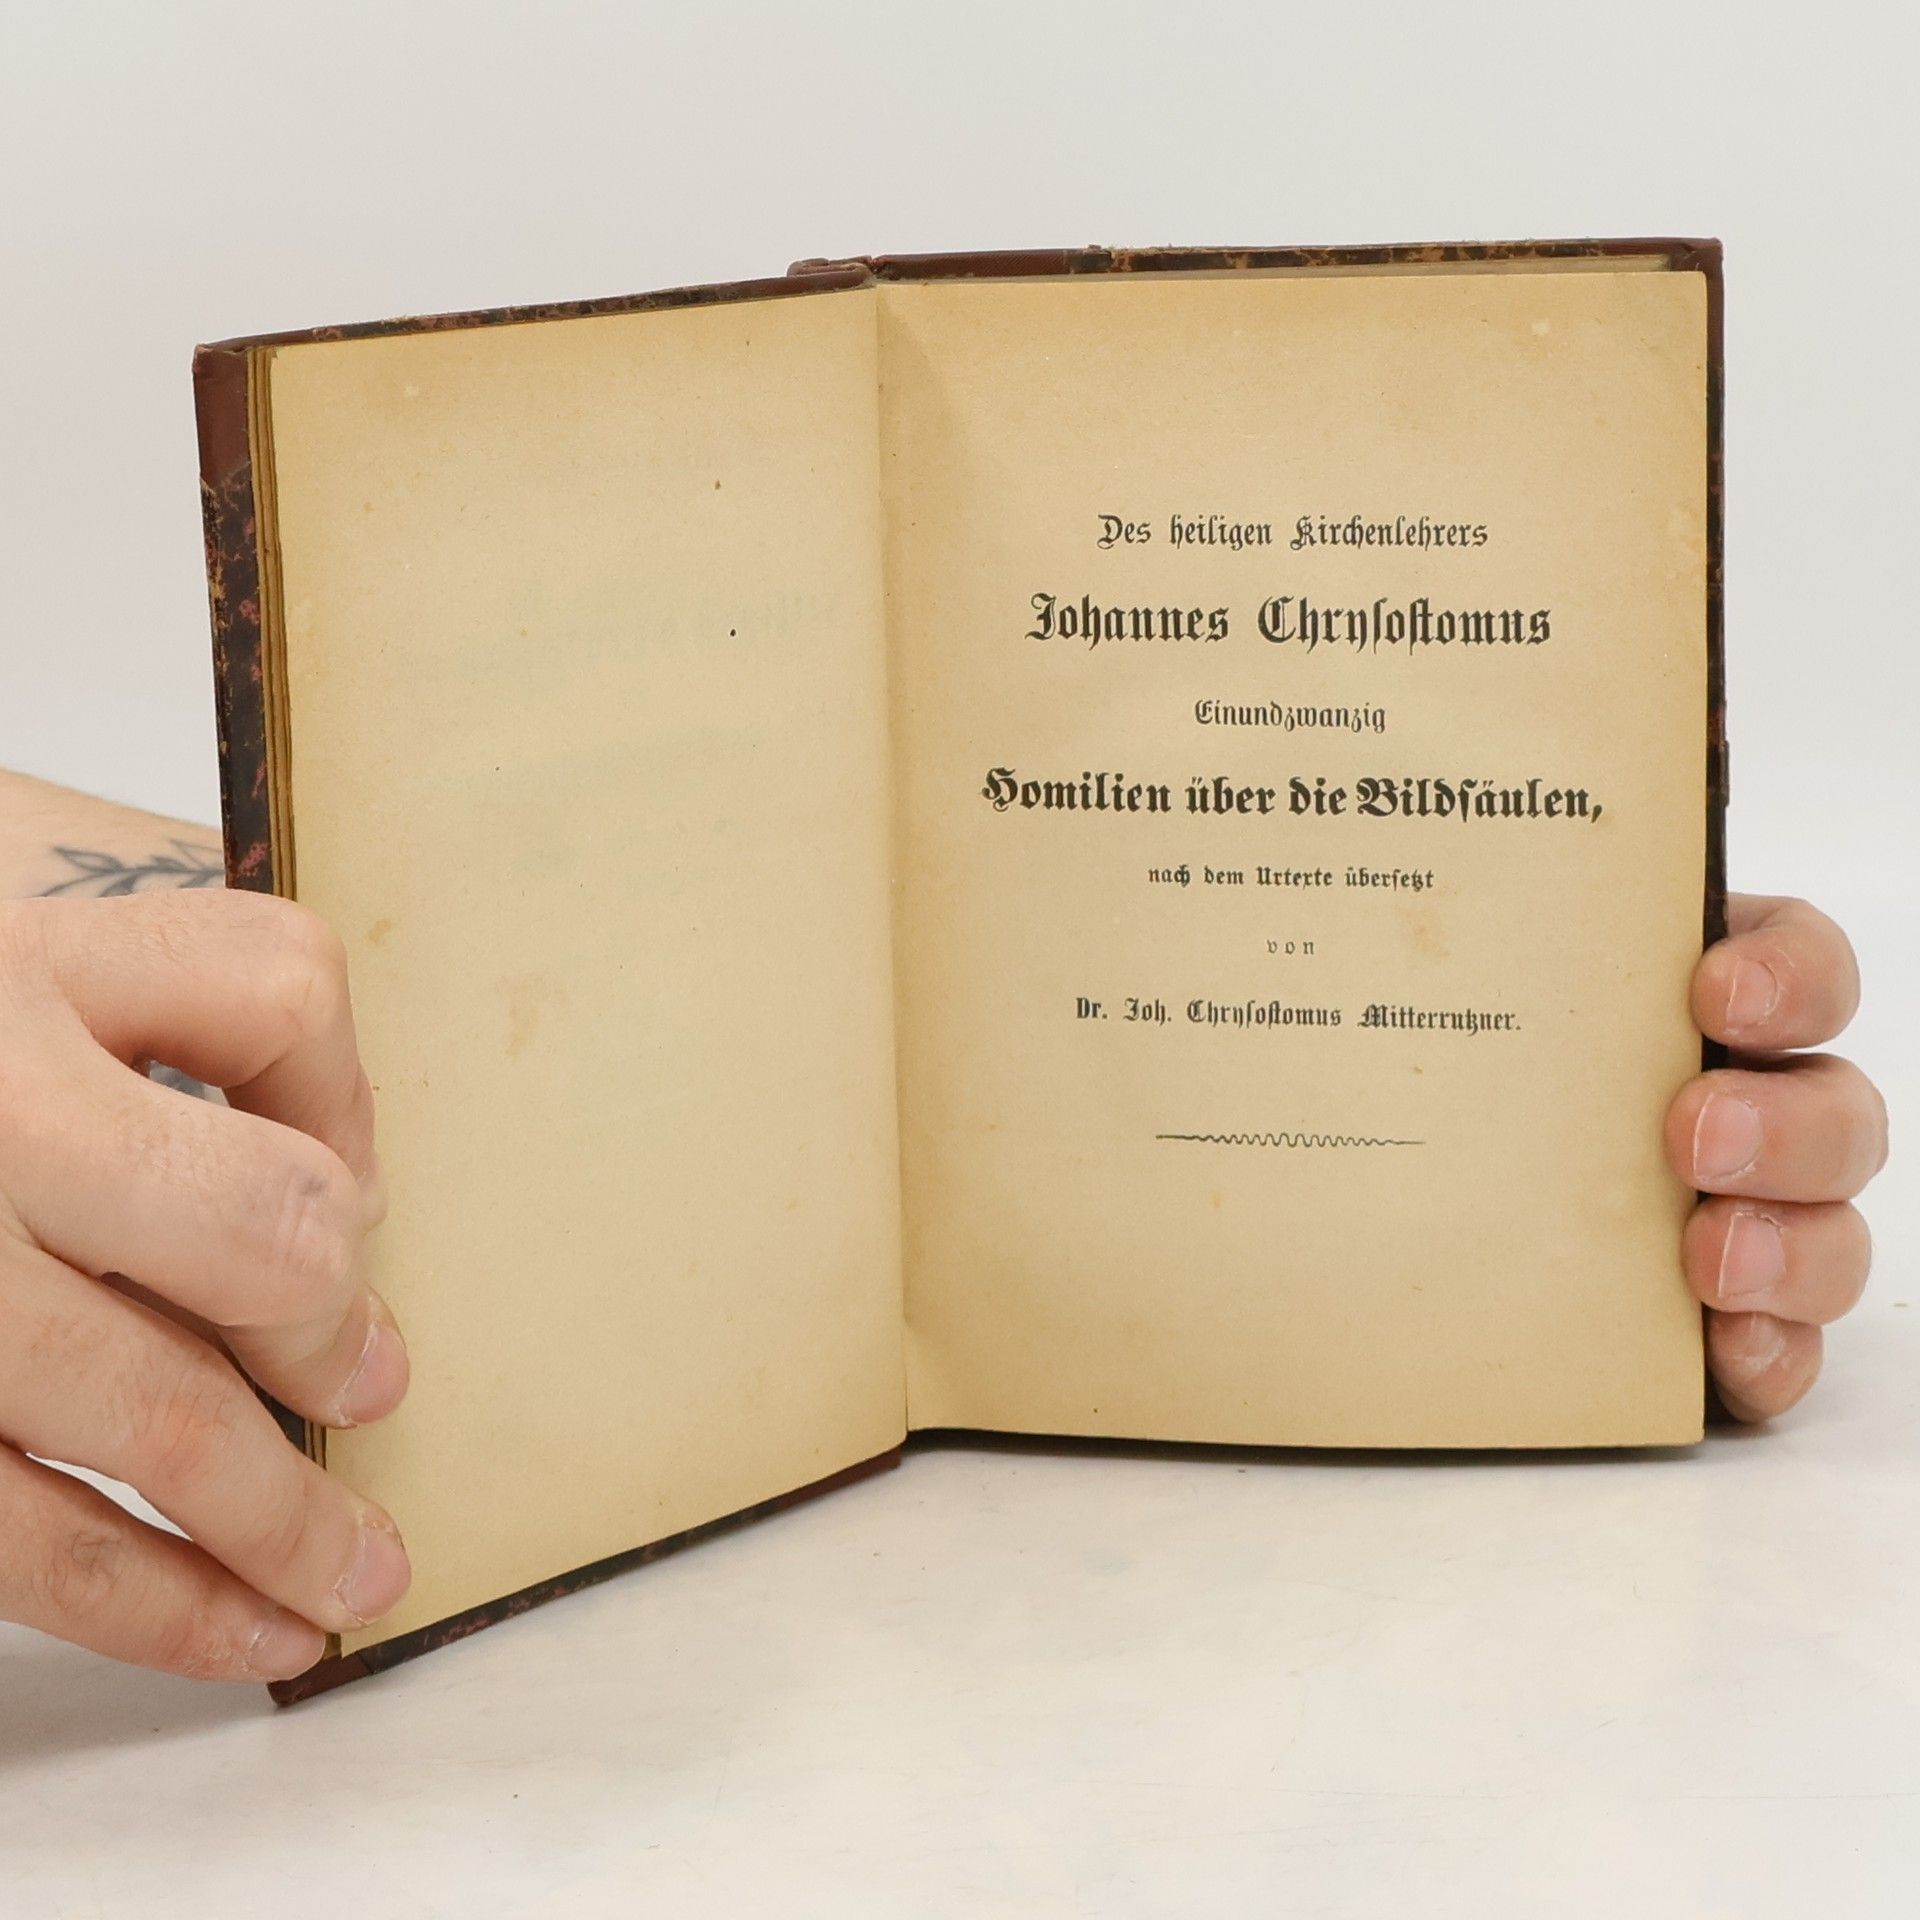 Des heiligen Kirchenlehrers
Johannes Chryſoſtomus
Einundzwanzig
Homilien über die Bildſäulen,
nach dem Urtexte überſetzt
von
Dr. Joh. Chryſoſtomus Mitterrutzner.